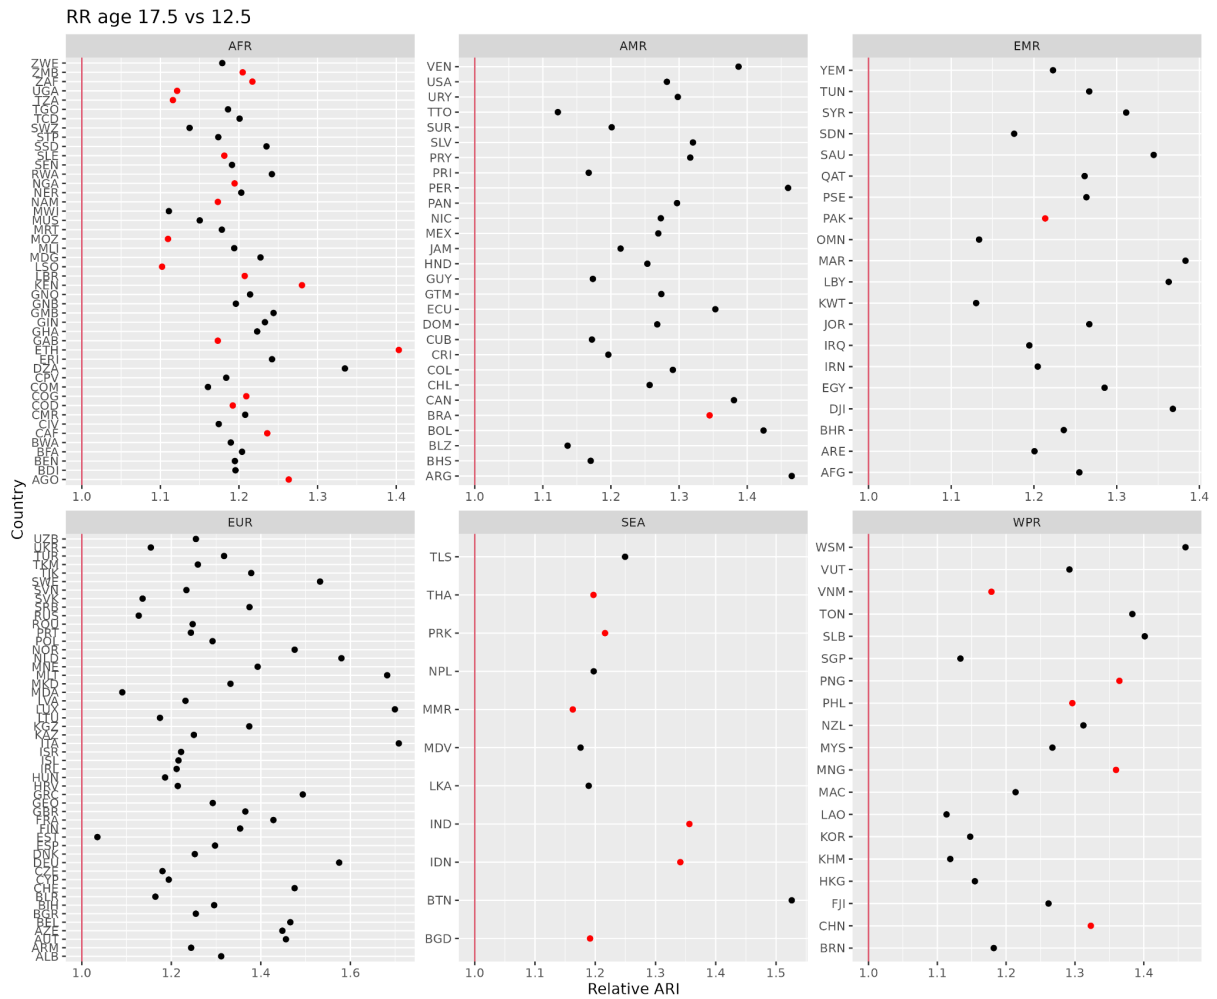 RR age 17.5 vs 12.5
AFR
ZWE
ZMB
ZAF
UGA
TZA
TGO
TCD
SWZ
STP
SSD
SLE
SEN
RWA
NGA
NER
NAM
MWI
MUS
MRT
MOZ
MLI
MDG
LSO
LBR
KEN
GNQ
GNB
GMB
GIN
GHA
GAB
ETH
ERI
DZA
CPV
COM
COG
COD
CMR
CIV
CAF
BWA
BFA
BEN
BDI
AGO
1.0 1.1 1.2 1.3 1.4
AMR
VEN
USA
URY
TTO
SUR
SLV
PRY
PRI
PER
PAN
NIC
MEX
JAM
HND
GUY
GTM
ECU
DOM
CUB
CRI
COL
CHL
CAN
BRA
BOL
BLZ
BHS
ARG
1.0 1.1 1.2 1.3 1.4
EMR
YEM
TUN
SYR
SDN
SAU
QAT
PSE
PAK
OMN
MAR
LBY
KWT
JOR
IRQ
IRN
EGY
DJI
BHR
ARE
AFG
1.0 1.1 1.2 1.3 1.4
Country
EUR
UZB
UKR
TUR
TKM
TJK
SWE
SVN
SVK
SRB
RUS
ROU
PRT
POL
NOR
NLD
MNE
MLT
MKD
MDA
LVA
LUX
LTU
KGZ
KAZ
ITA
ISR
ISL
IRL
HUN
HRV
GRC
GEO
GBR
FRA
FIN
EST
ESP
DNK
DEU
CZE
CYP
CHE
BLR
BIH
BGR
BEL
AZE
AUT
ARM
ALB
1.0 1.2 1.4 1.6
SEA
TLS
THA
PRK
NPL
MMR
MDV
LKA
IND
IDN
BTN
BGD
1.0 1.1 1.2 1.3 1.4 1.5
WPR
WSM
VUT
VNM
TON
SLB
SGP
PNG
PHL
NZL
MYS
MNG
MAC
LAO
KOR
KHM
HKG
FJI
CHN
BRN
1.0 1.1 1.2 1.3 1.4
Relative ARI